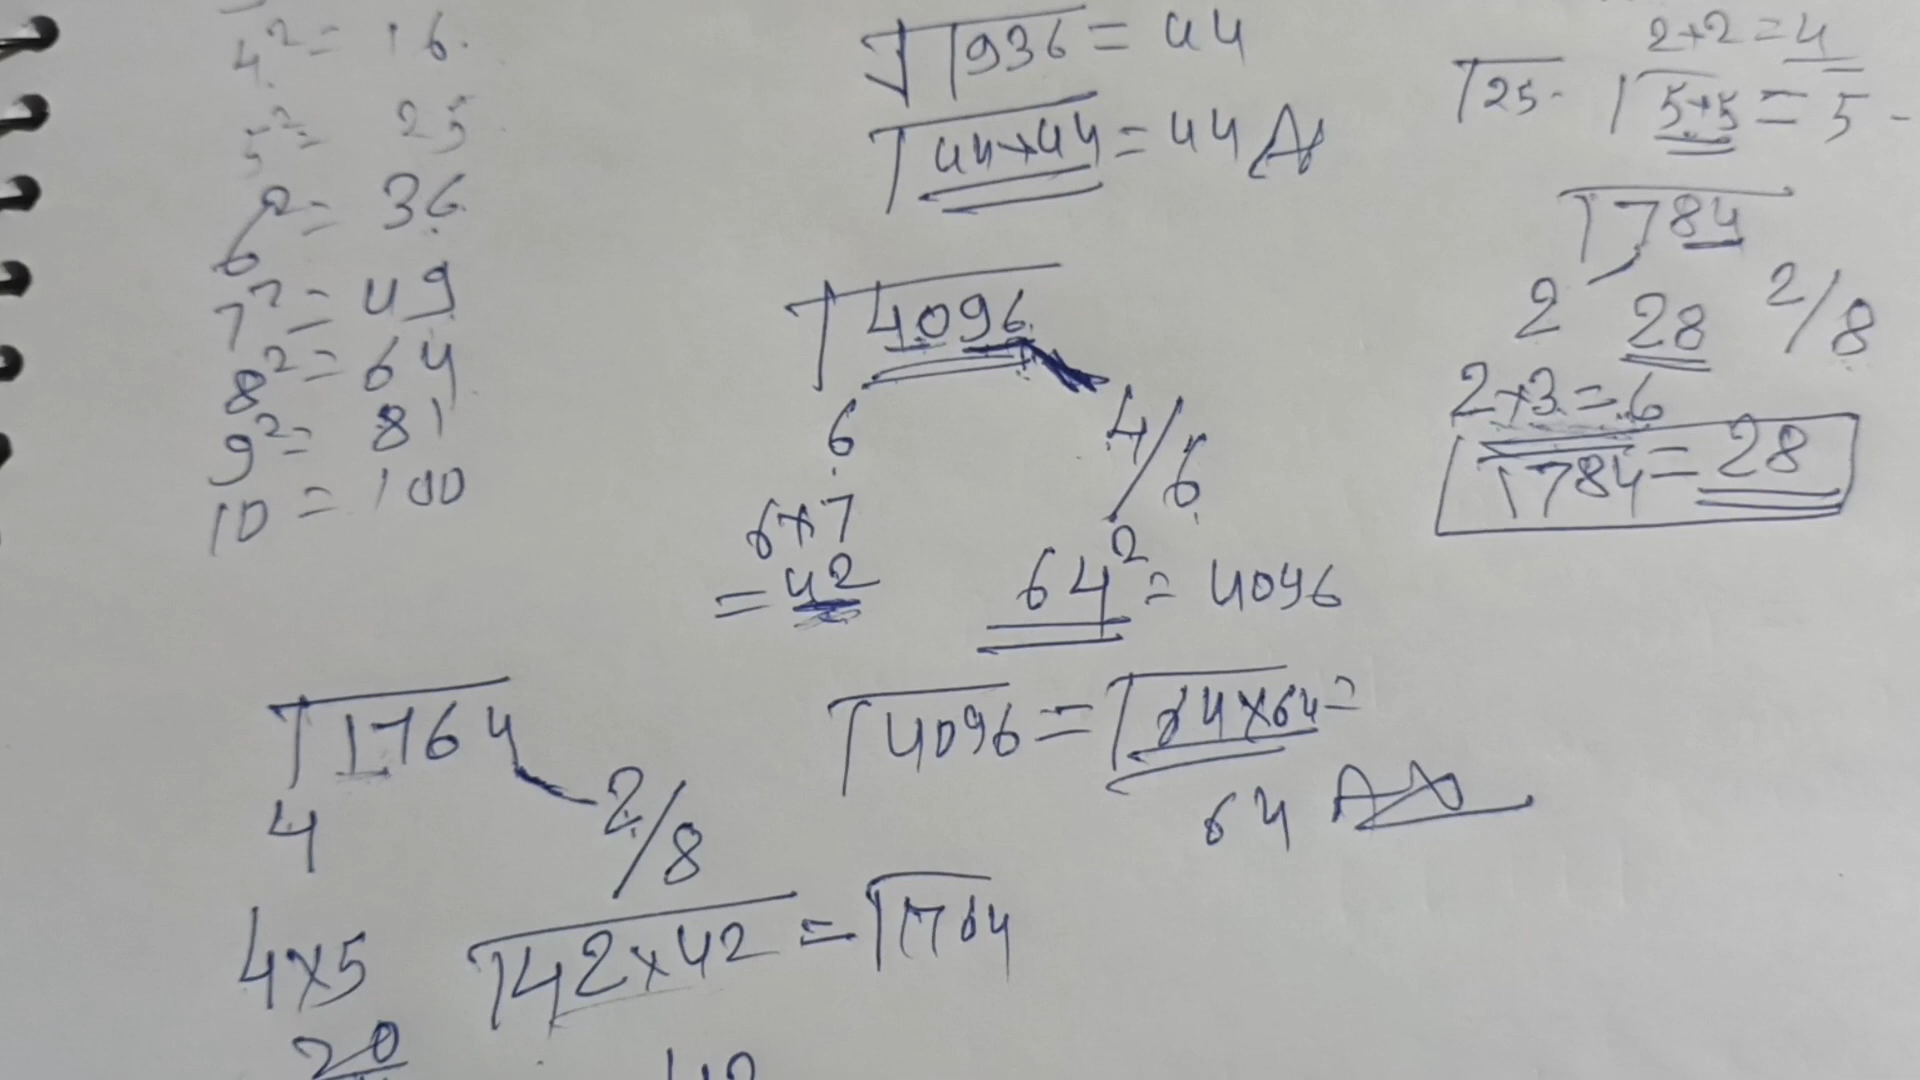 4² = 16.
5² = 25
6² = 36
7² = 49
8² = 64
9² = 81
10 = 100
√1936 = 44
√44×44 = 44
2×2 = 4
√25. √5×5 = 5 -
√784
2 28 2/8
2×3 = 6
√784 = 28
√4096
6 4/6
6×7
= 42 64² = 4096
√4096 = √64×64 =
64
√1764
4 2/8
4×5 √42×42 = √1764
20